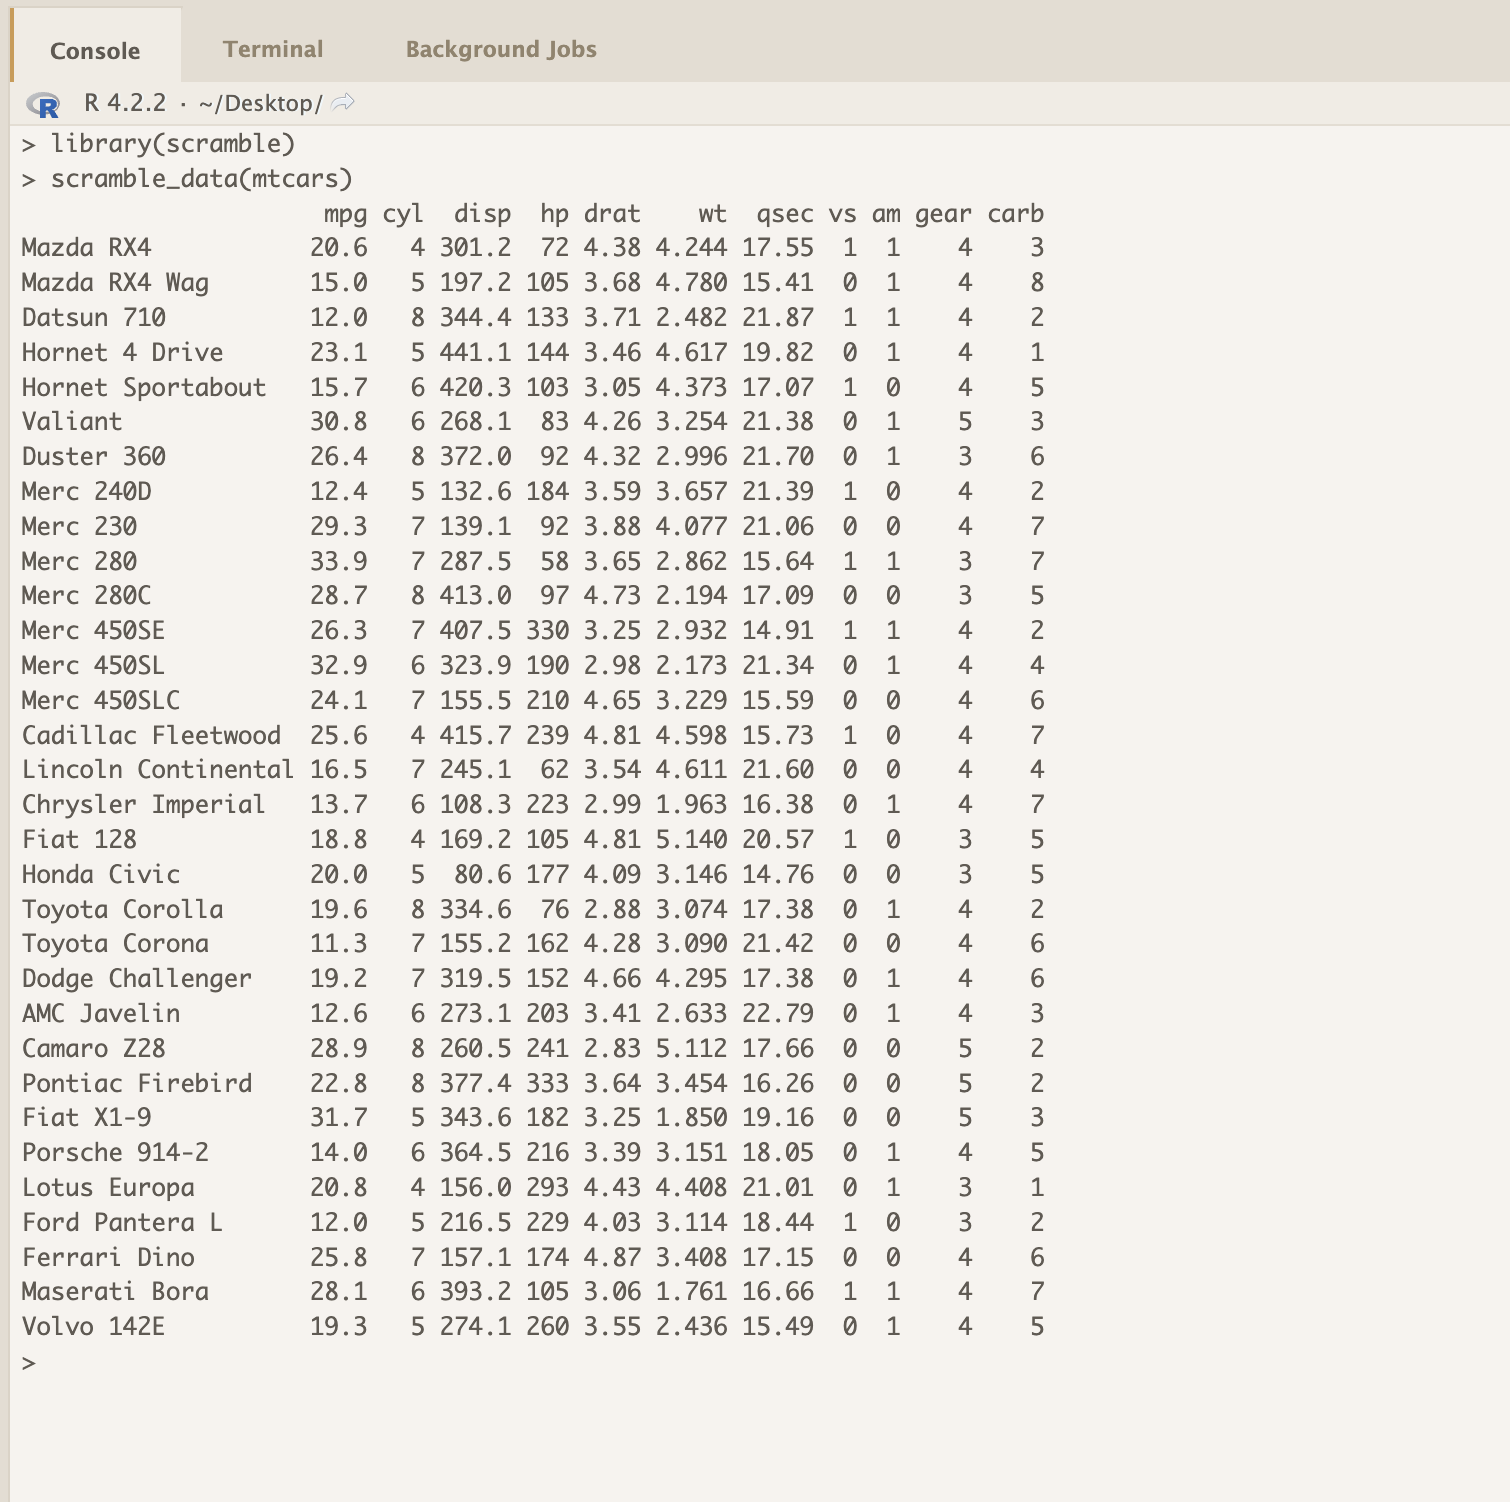 Console Terminal Background Jobs
R R 4.2.2 · ~/Desktop/
> library(scramble)
> scramble_data(mtcars)
                     mpg cyl  disp  hp drat    wt  qsec vs am gear carb
Mazda RX4           20.6   4 301.2  72 4.38 4.244 17.55  1  1    4    3
Mazda RX4 Wag       15.0   5 197.2 105 3.68 4.780 15.41  0  1    4    8
Datsun 710          12.0   8 344.4 133 3.71 2.482 21.87  1  1    4    2
Hornet 4 Drive      23.1   5 441.1 144 3.46 4.617 19.82  0  1    4    1
Hornet Sportabout   15.7   6 420.3 103 3.05 4.373 17.07  1  0    4    5
Valiant             30.8   6 268.1  83 4.26 3.254 21.38  0  1    5    3
Duster 360          26.4   8 372.0  92 4.32 2.996 21.70  0  1    3    6
Merc 240D           12.4   5 132.6 184 3.59 3.657 21.39  1  0    4    2
Merc 230            29.3   7 139.1  92 3.88 4.077 21.06  0  0    4    7
Merc 280            33.9   7 287.5  58 3.65 2.862 15.64  1  1    3    7
Merc 280C           28.7   8 413.0  97 4.73 2.194 17.09  0  0    3    5
Merc 450SE          26.3   7 407.5 330 3.25 2.932 14.91  1  1    4    2
Merc 450SL          32.9   6 323.9 190 2.98 2.173 21.34  0  1    4    4
Merc 450SLC         24.1   7 155.5 210 4.65 3.229 15.59  0  0    4    6
Cadillac Fleetwood  25.6   4 415.7 239 4.81 4.598 15.73  1  0    4    7
Lincoln Continental 16.5   7 245.1  62 3.54 4.611 21.60  0  0    4    4
Chrysler Imperial   13.7   6 108.3 223 2.99 1.963 16.38  0  1    4    7
Fiat 128            18.8   4 169.2 105 4.81 5.140 20.57  1  0    3    5
Honda Civic         20.0   5  80.6 177 4.09 3.146 14.76  0  0    3    5
Toyota Corolla      19.6   8 334.6  76 2.88 3.074 17.38  0  1    4    2
Toyota Corona       11.3   7 155.2 162 4.28 3.090 21.42  0  0    4    6
Dodge Challenger    19.2   7 319.5 152 4.66 4.295 17.38  0  1    4    6
AMC Javelin         12.6   6 273.1 203 3.41 2.633 22.79  0  1    4    3
Camaro Z28          28.9   8 260.5 241 2.83 5.112 17.66  0  0    5    2
Pontiac Firebird    22.8   8 377.4 333 3.64 3.454 16.26  0  0    5    2
Fiat X1-9           31.7   5 343.6 182 3.25 1.850 19.16  0  0    5    3
Porsche 914-2       14.0   6 364.5 216 3.39 3.151 18.05  0  1    4    5
Lotus Europa        20.8   4 156.0 293 4.43 4.408 21.01  0  1    3    1
Ford Pantera L      12.0   5 216.5 229 4.03 3.114 18.44  1  0    3    2
Ferrari Dino        25.8   7 157.1 174 4.87 3.408 17.15  0  0    4    6
Maserati Bora       28.1   6 393.2 105 3.06 1.761 16.66  1  1    4    7
Volvo 142E          19.3   5 274.1 260 3.55 2.436 15.49  0  1    4    5
>